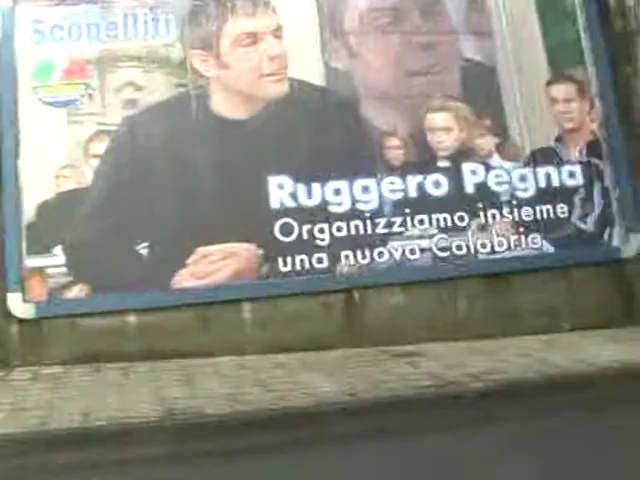 Scopelliti
Ruggero Pegna
Organizziamo insieme
una nuova Calabria